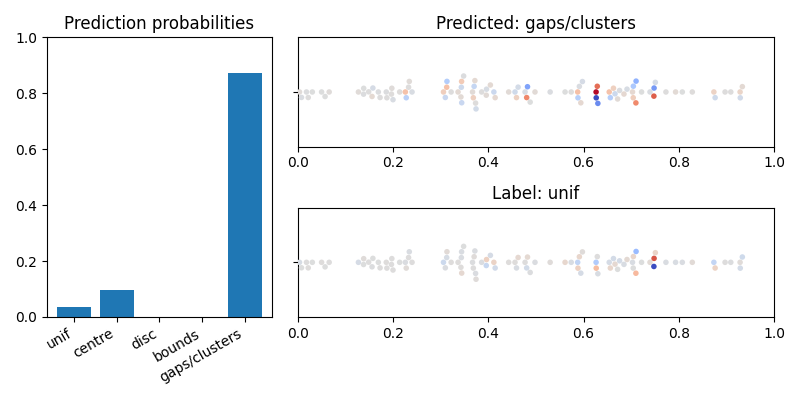 Prediction probabilities
1.0
0.8
0.6
0.4
0.2
0.0
unif
centre
disc
bounds
gaps/clusters
Predicted: gaps/clusters
0.0 0.2 0.4 0.6 0.8 1.0
Label: unif
0.0 0.2 0.4 0.6 0.8 1.0